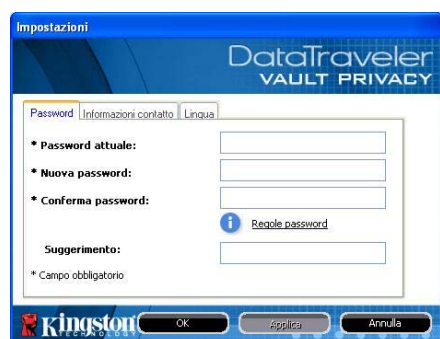 Impostazioni
DataTraveler
VAULT PRIVACY
Password Informazioni contatto Lingua
* Password attuale:
* Nuova password:
* Conferma password:
Regole password
Suggerimento:
* Campo obbligatorio
Kingston
TECHNOLOGY
OK Applica Annulla